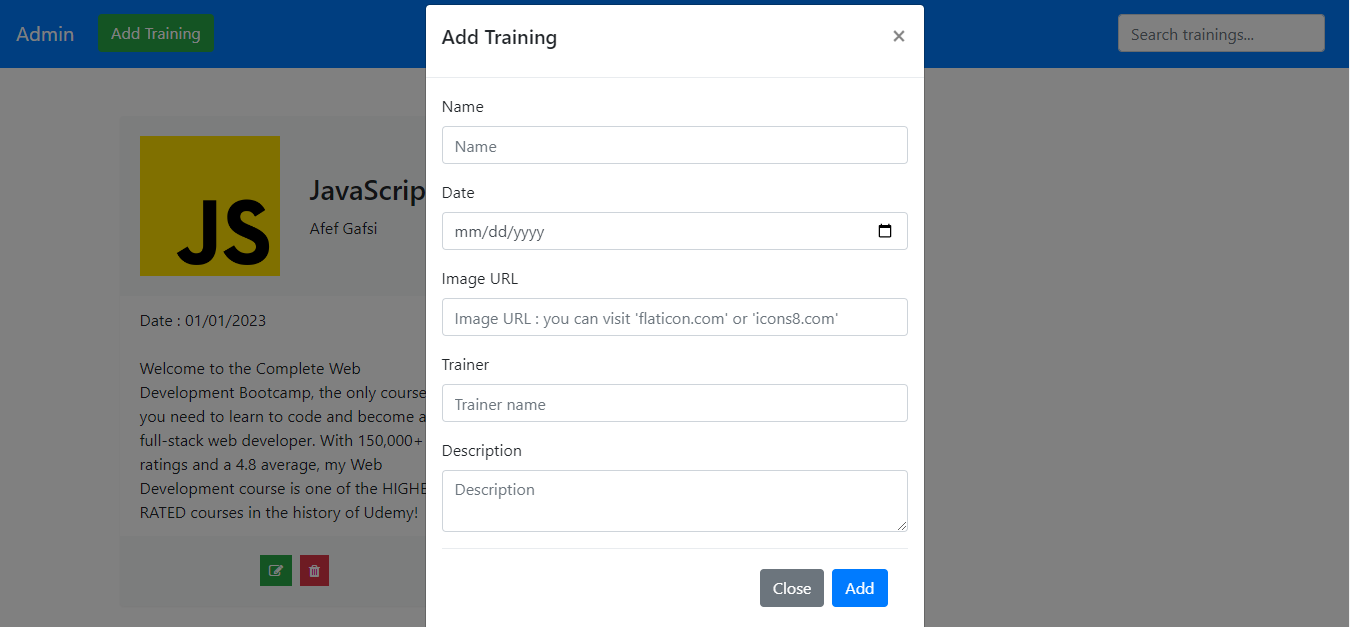 Admin
Add Training
Search trainings...
Add Training
×
Name
Name
Date
mm/dd/yyyy
Image URL
Image URL : you can visit 'flaticon.com' or 'icons8.com'
Trainer
Trainer name
Description
Description
Close
Add
JS
JavaScrip
Afef Gafsi
Date : 01/01/2023
Welcome to the Complete Web
Development Bootcamp, the only course
you need to learn to code and become a
full-stack web developer. With 150,000+
ratings and a 4.8 average, my Web
Development course is one of the HIGHE
RATED courses in the history of Udemy!